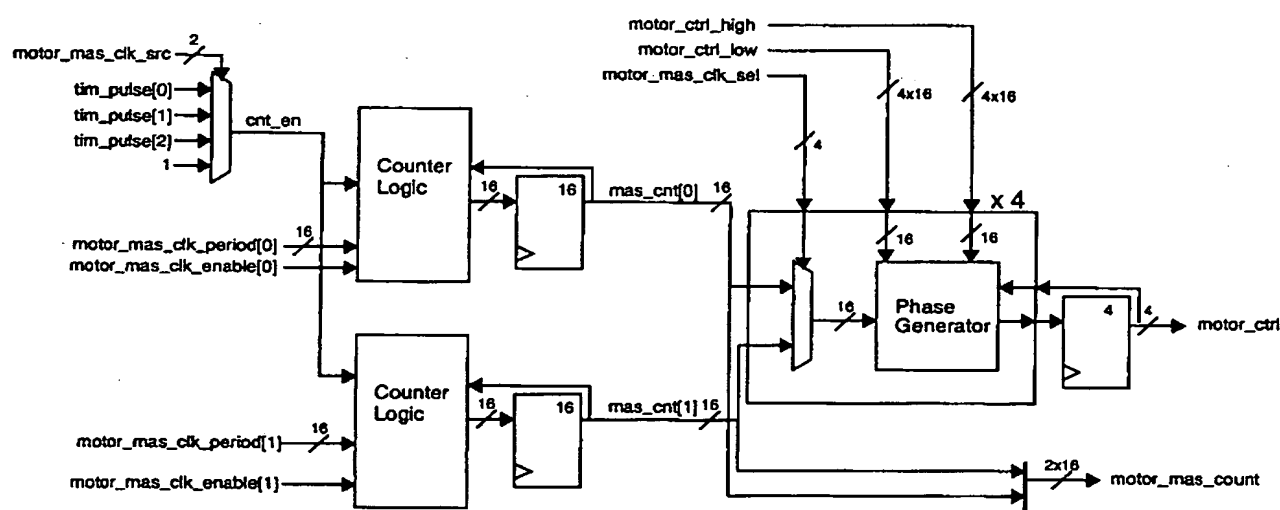 motor_ctrl_high
motor_ctrl_low
motor_mas_clk_src
2
motor_mas_clk_sel
tim_pulse[0]
tim_pulse[1]
tim_pulse[2]
1
cnt_en
4x16
4x16
4
Counter
Logic
16
16
mas_cnt[0]
16
x 4
motor_mas_clk_period[0]
16
motor_mas_clk_enable[0]
16
16
16
Phase
Generator
4
4
motor_ctrl
Counter
Logic
16
16
mas_cnt[1]
16
motor_mas_clk_period[1]
16
motor_mas_clk_enable[1]
2x16
motor_mas_count